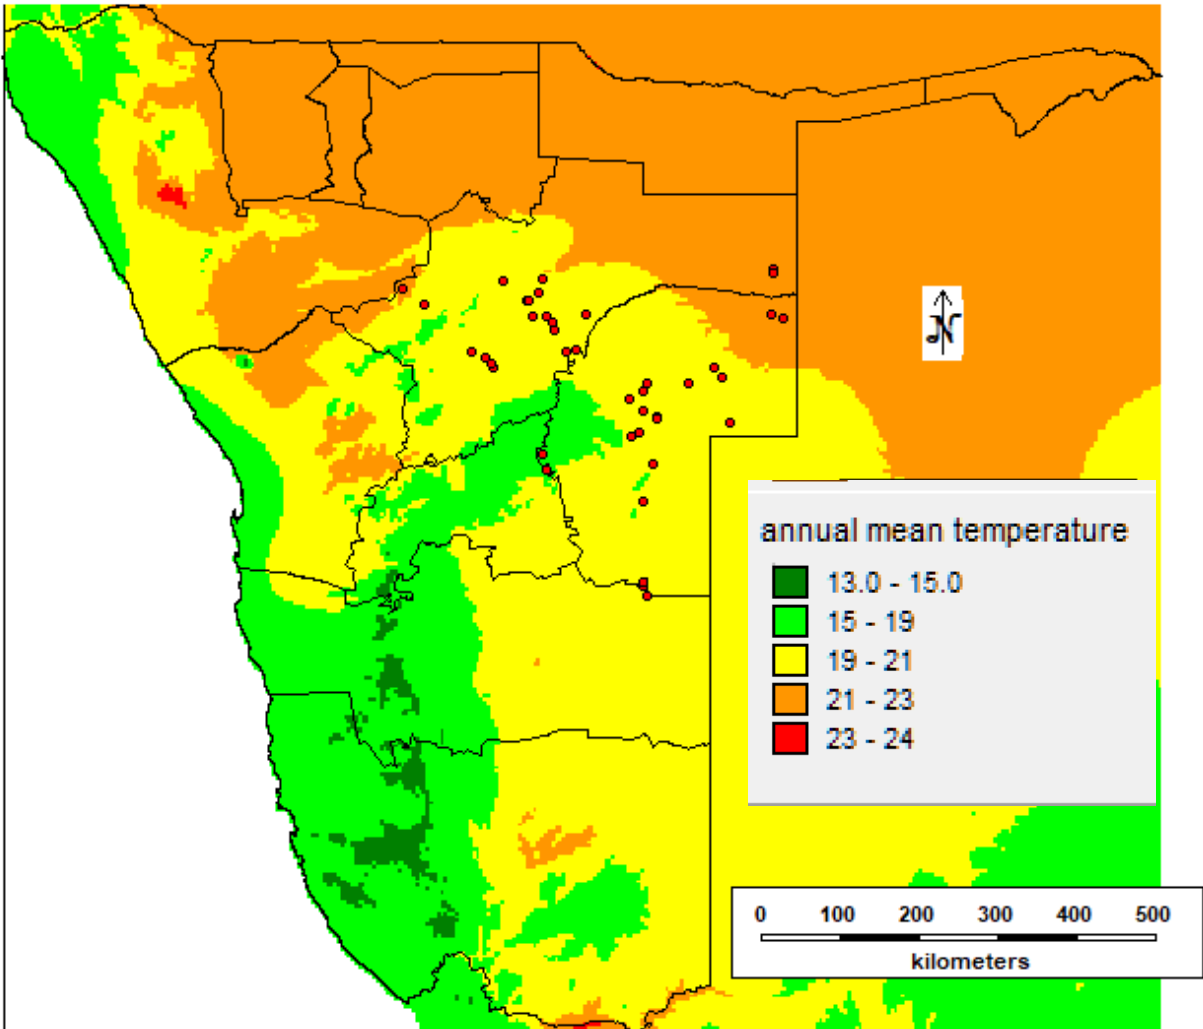 N
annual mean temperature
13.0 - 15.0
15 - 19
19 - 21
21 - 23
23 - 24
0 100 200 300 400 500
kilometers